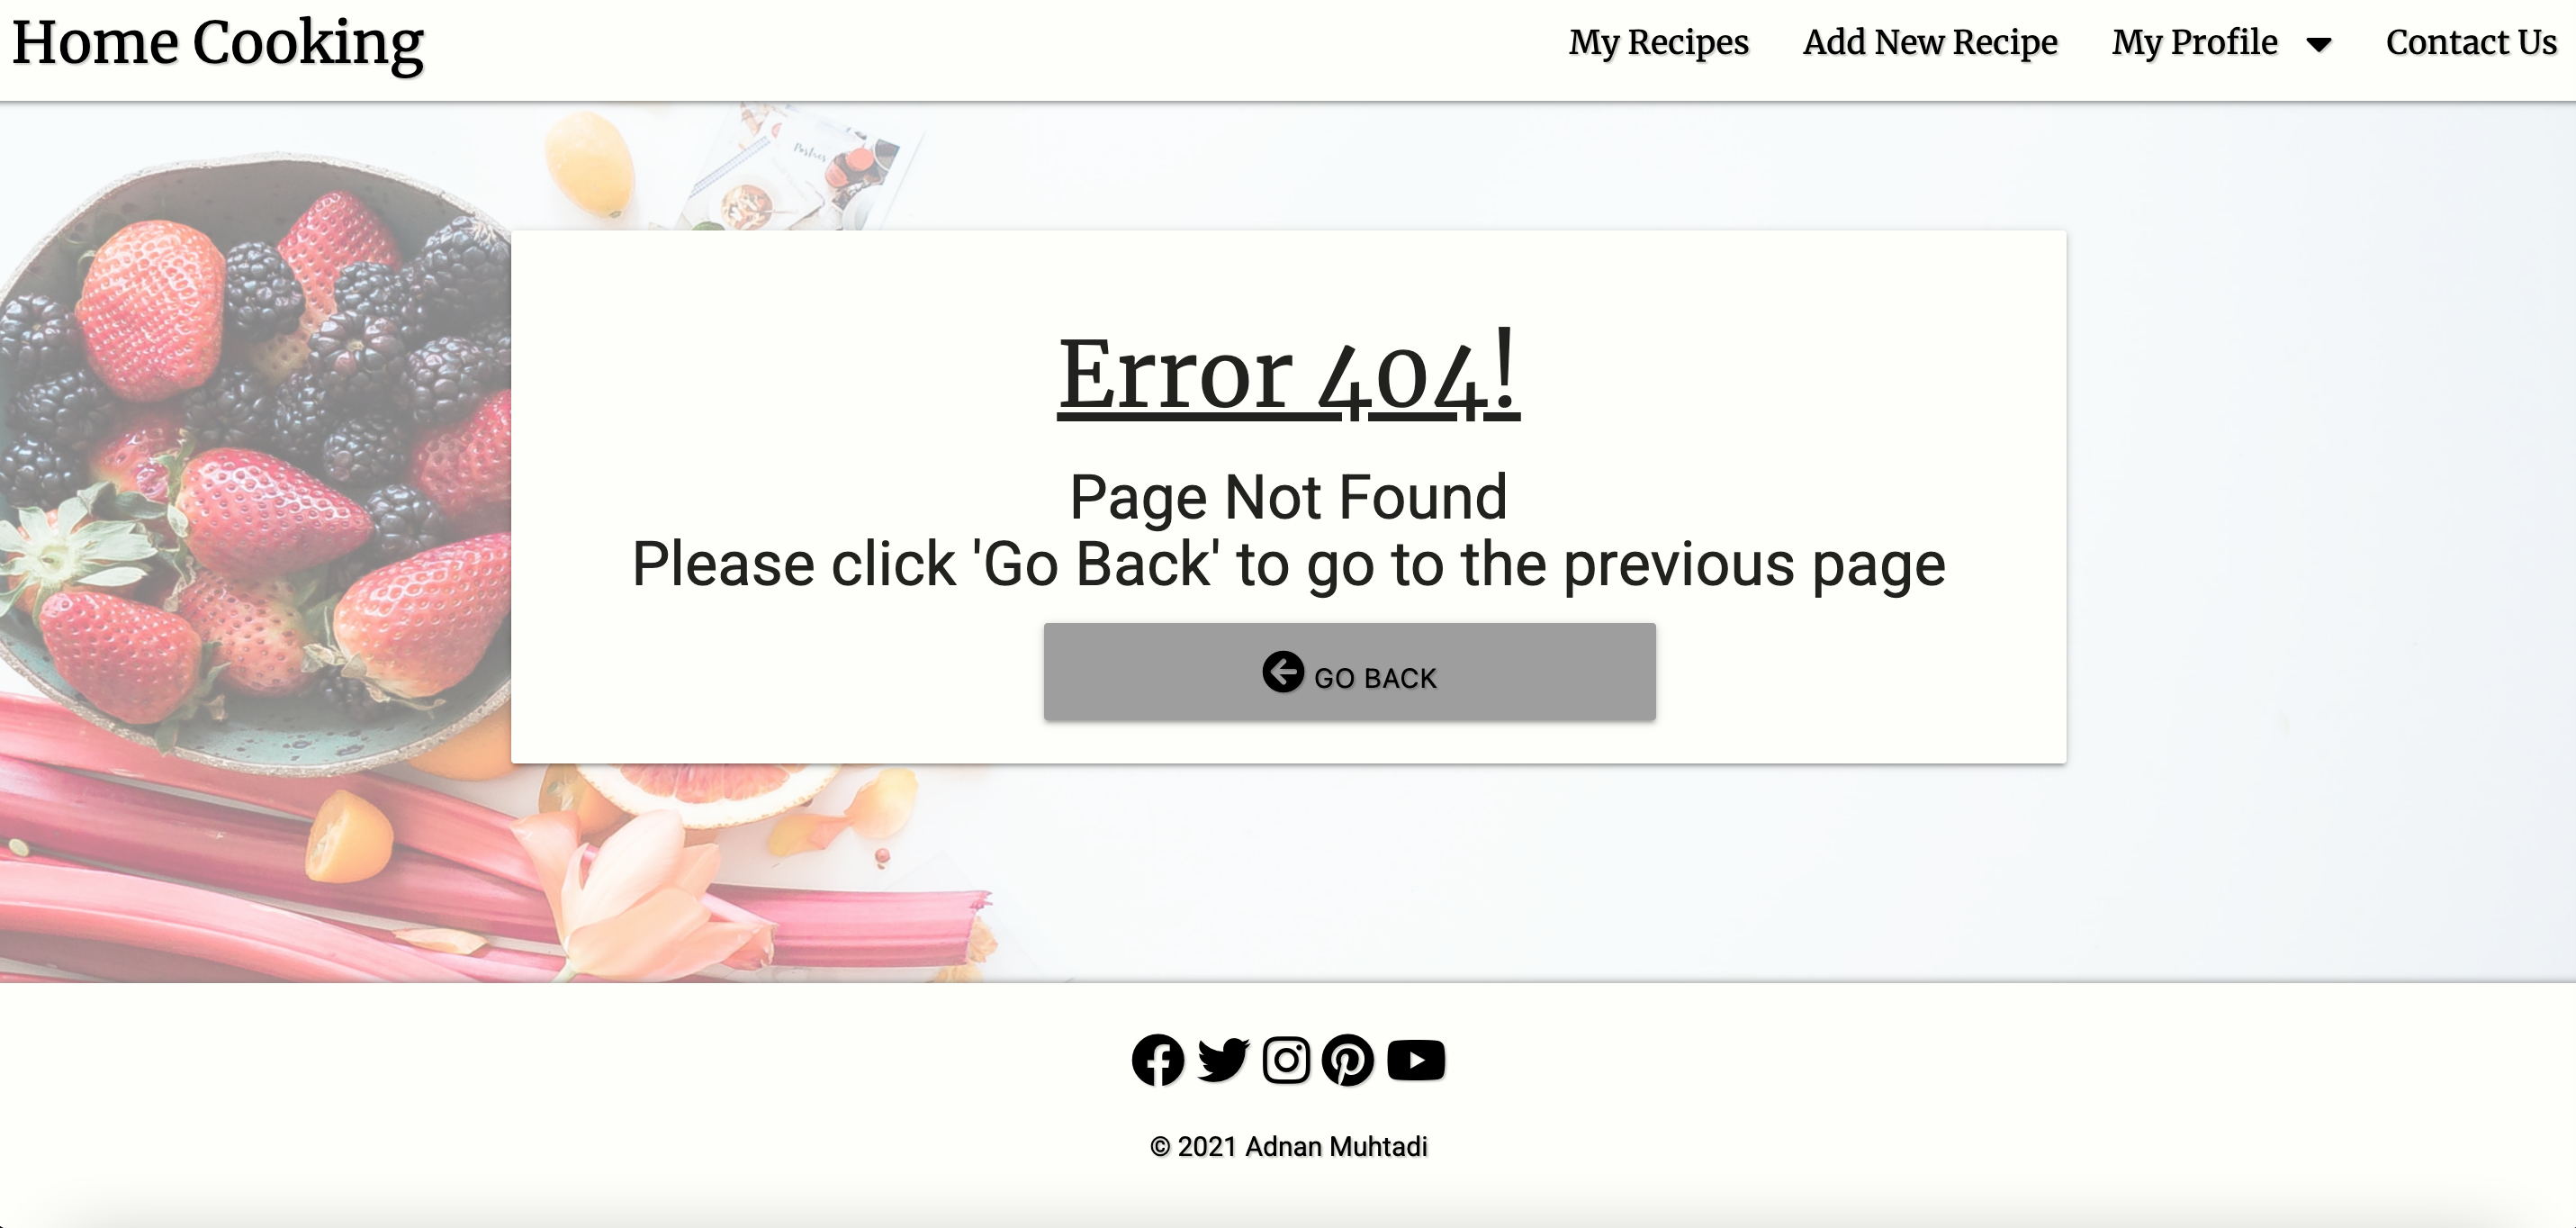 Home Cooking
My Recipes Add New Recipe My Profile Contact Us
Postres
Error 404!
Page Not Found
Please click 'Go Back' to go to the previous page
GO BACK
© 2021 Adnan Muhtadi